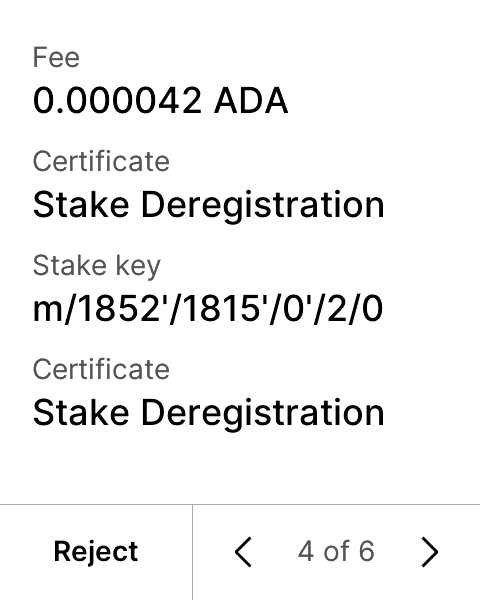 Fee
0.000042 ADA
Certificate
Stake Deregistration
Stake key
m/1852'/1815'/0'/2/0
Certificate
Stake Deregistration
Reject
4 of 6